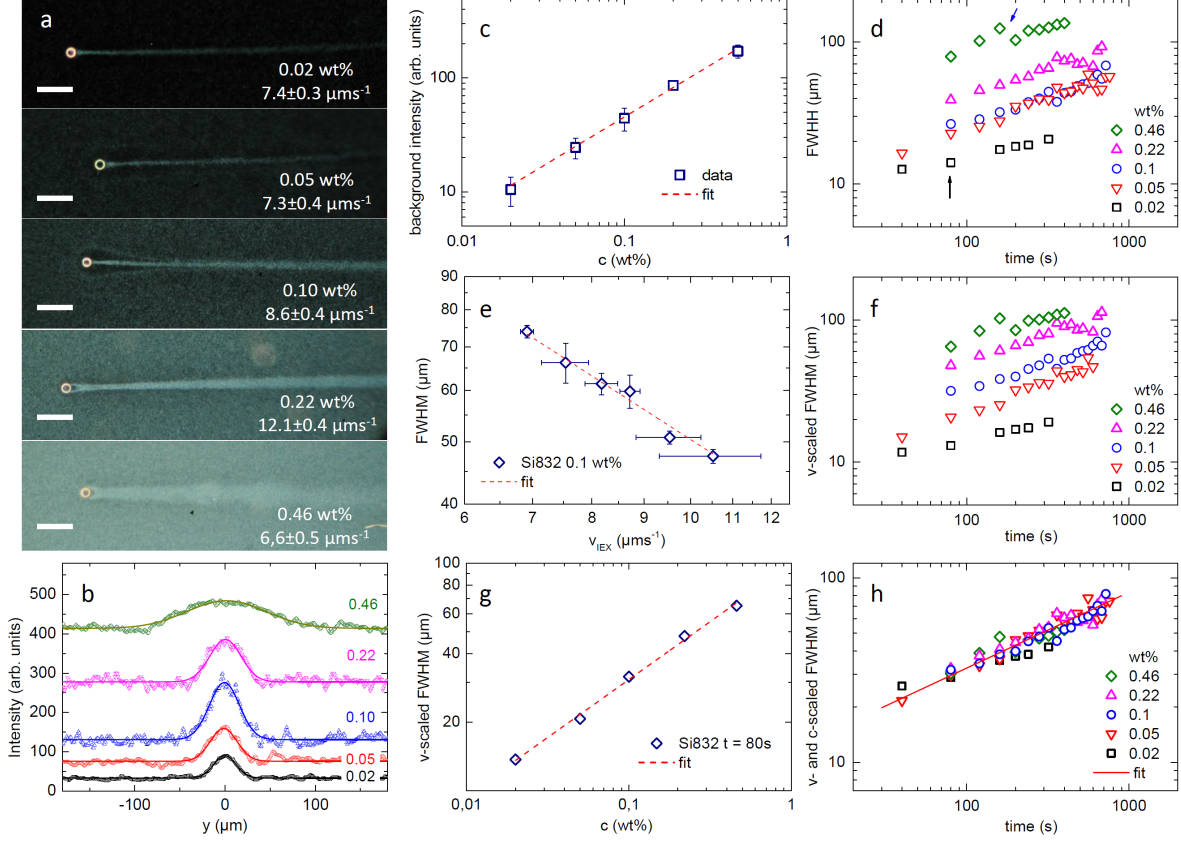 a
0.02 wt%
7.4±0.3 µms⁻¹
0.05 wt%
7.3±0.4 µms⁻¹
0.10 wt%
8.6±0.4 µms⁻¹
0.22 wt%
12.1±0.4 µms⁻¹
0.46 wt%
6,6±0.5 µms⁻¹
b
500
400
300
200
100
0
Intensity (arb. units)
0.46
0.22
0.10
0.05
0.02
-100
0
100
y (µm)
c
100
10
background intensity (arb. units)
data
fit
0.01
0.1
1
c (wt%)
d
100
10
FWHH (µm)
wt%
0.46
0.22
0.1
0.05
0.02
100
1000
time (s)
e
90
80
70
60
50
40
FWHM (µm)
Si832 0.1 wt%
fit
6
7
8
9
10
11
12
v_IEX (µms⁻¹)
f
100
10
v-scaled FWHM (µm)
wt%
0.46
0.22
0.1
0.05
0.02
100
1000
time (s)
g
80
60
40
20
v-scaled FWHM (µm)
Si832 t = 80s
fit
0,01
0,1
1
c (wt%)
h
100
10
v- and c-scaled FWHM (µm)
wt%
0.46
0.22
0.1
0.05
0.02
fit
100
1000
time (s)